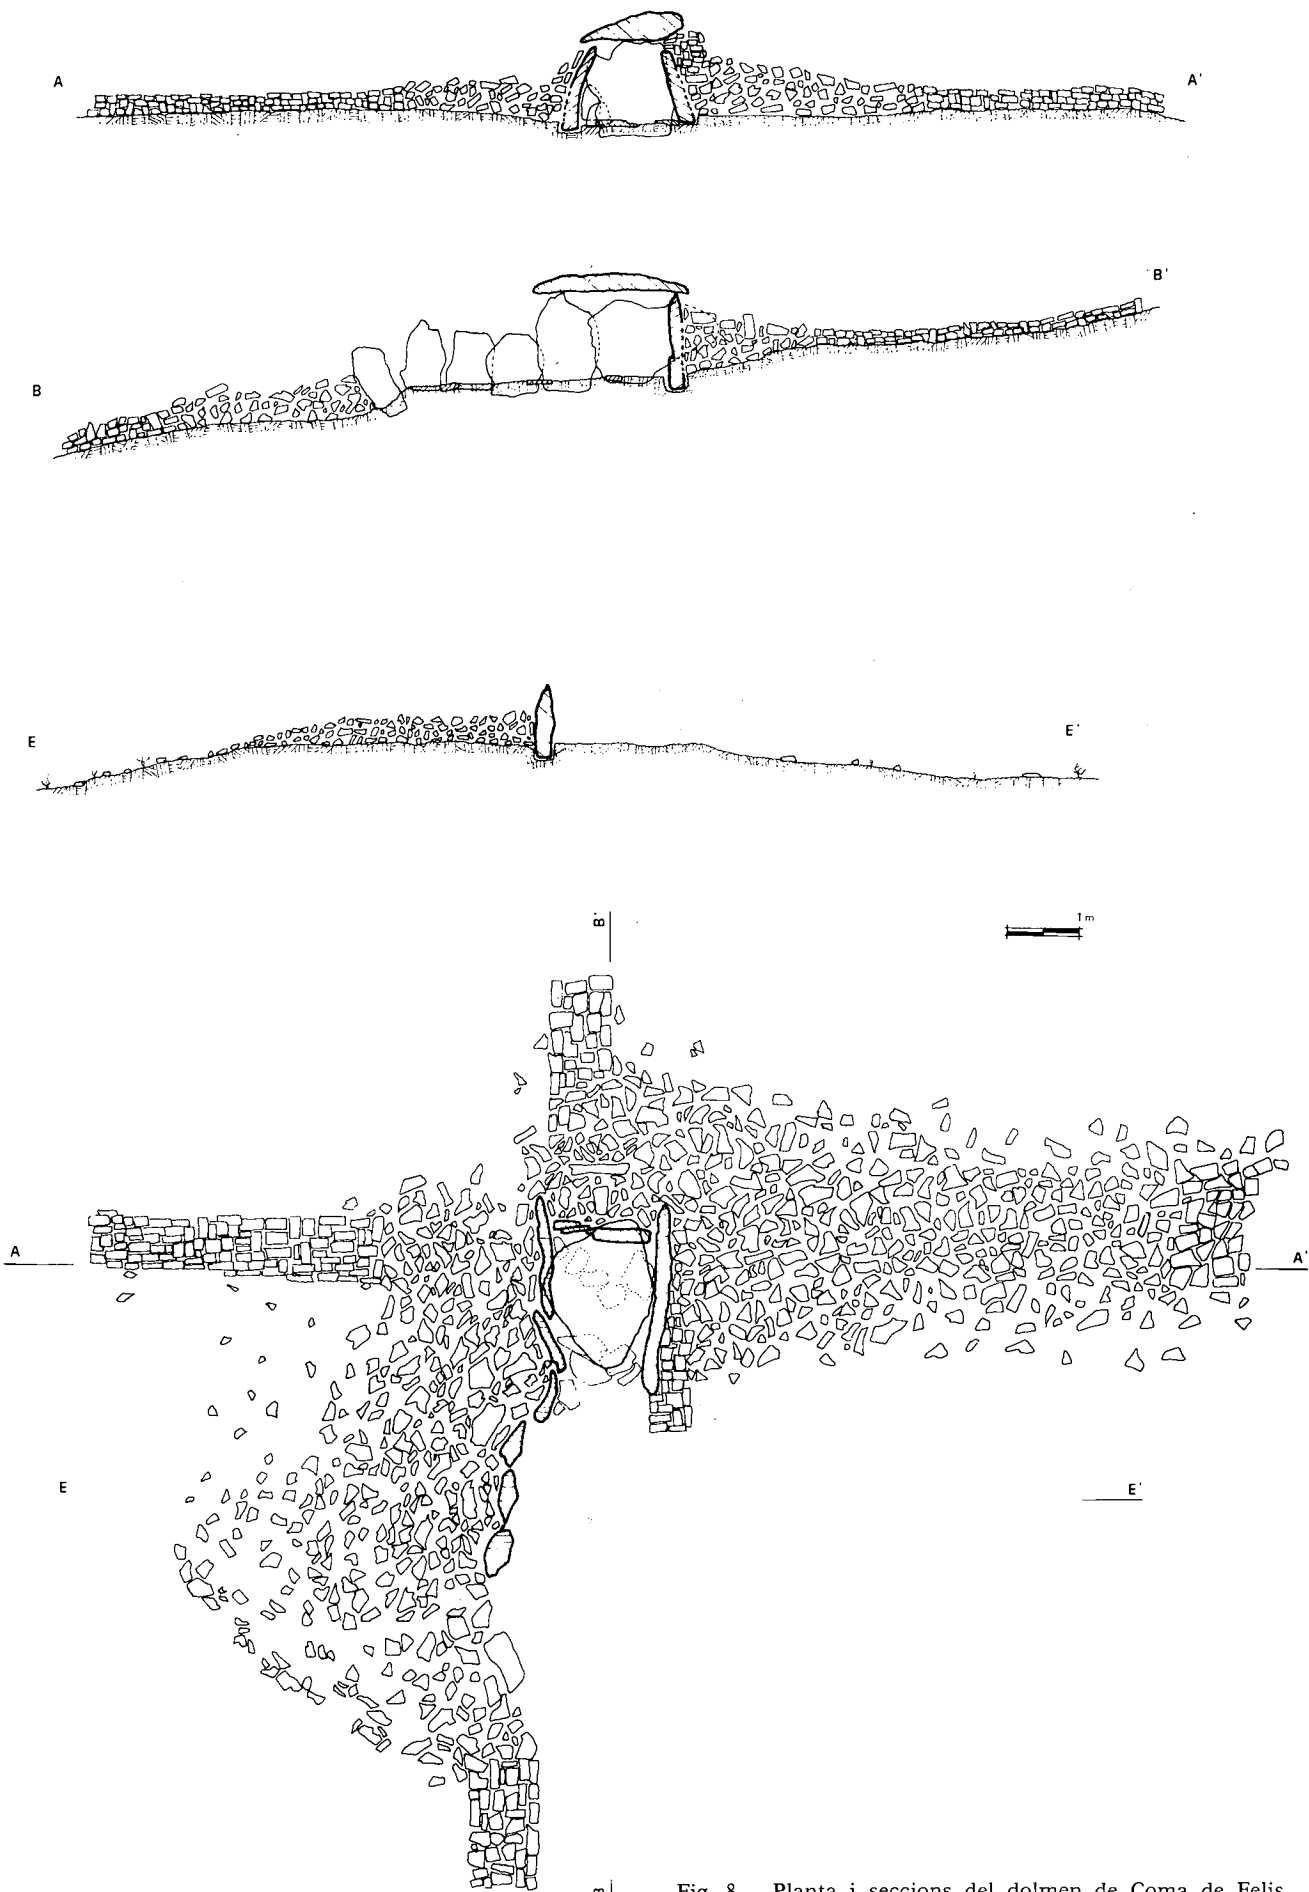 A A'
B'
B
E E'
B' 1 m
A A'
E E'
B Fig. 8. Planta i seccions del dolmen de Coma de Felis